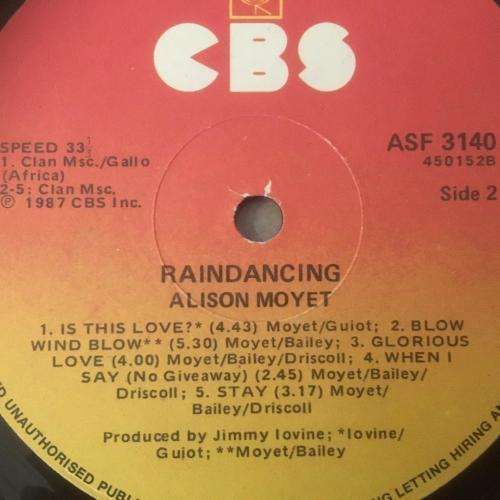 CBS
SPEED 33⅓
1. Clan Msc./Gallo
(Africa)
2-5: Clan Msc.
℗ 1987 CBS Inc.
ASF 3140
450152B
Side 2
RAINDANCING
ALISON MOYET
1. IS THIS LOVE?* (4.43) Moyet/Guiot; 2. BLOW
WIND BLOW** (5.30) Moyet/Bailey; 3. GLORIOUS
LOVE (4.00) Moyet/Bailey/Driscoll; 4. WHEN I
SAY (No Giveaway) (2.45) Moyet/Bailey/
Driscoll; 5. STAY (3.17) Moyet/
Bailey/Driscoll
Produced by Jimmy Iovine; *Iovine/
Guiot; **Moyet/Bailey
UNAUTHORISED
LETTING HIRING